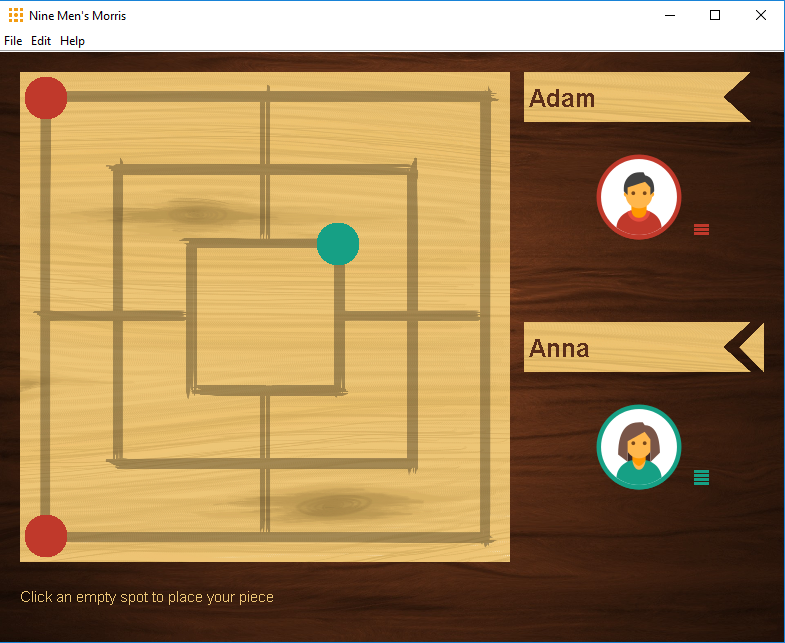 Nine Men's Morris
File Edit Help
Adam
Anna
Click an empty spot to place your piece